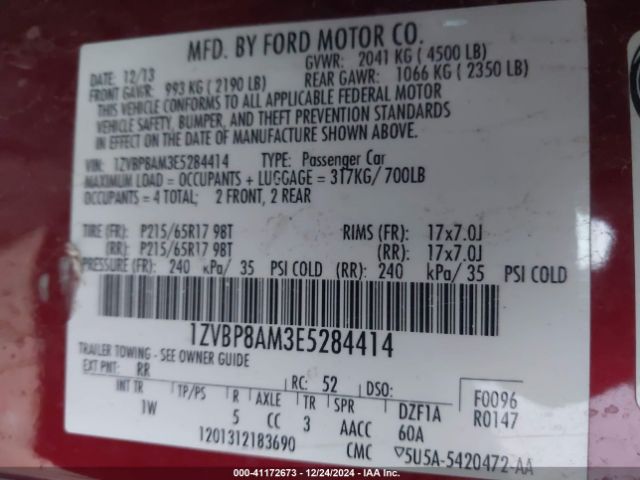 MFD. BY FORD MOTOR CO.
DATE: 12/13
GVWR: 2041 KG ( 4500 LB)
FRONT GAWR: 993 KG ( 2190 LB)
REAR GAWR: 1066 KG ( 2350 LB)
THIS VEHICLE CONFORMS TO ALL APPLICABLE FEDERAL MOTOR
VEHICLE SAFETY, BUMPER, AND THEFT PREVENTION STANDARDS
IN EFFECT ON THE DATE OF MANUFACTURE SHOWN ABOVE.
VIN: 1ZVBP8AM3E5284414 TYPE: Passenger Car
MAXIMUM LOAD = OCCUPANTS + LUGGAGE = 317KG/ 700LB
OCCUPANTS = 4 TOTAL; 2 FRONT, 2 REAR
TIRE (FR): P215/65R17 98T RIMS (FR): 17x7.0J
(RR): P215/65R17 98T (RR): 17x7.0J
PRESSURE (FR): 240 kPa/ 35 PSI COLD (RR): 240 kPa/ 35 PSI COLD
1ZVBP8AM3E5284414
TRAILER TOWING - SEE OWNER GUIDE
EXT PNT: RR RC: 52 DSO: F0096
INT TR TP/PS R AXLE TR SPR DZF1A R0147
1W 5 CC 3 AACC 60A
1201312183690 CMC ▽5U5A-5420472-AA
000-41172673 - 12/24/2024 - IAA Inc.